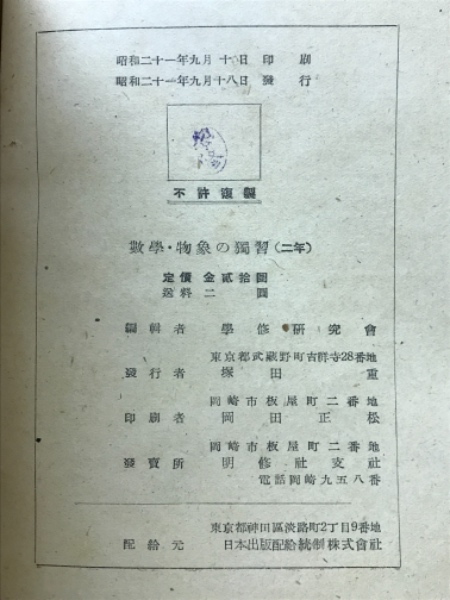 昭和二十一年九月十日 印刷
昭和二十一年九月十八日 發行
不許複製
數學・物象の獨習(二年)
定價 金貳拾圓
送料 二圓
編輯者 學修研究會
東京都武蔵野町吉祥寺28番地
發行者 塚田重
岡崎市板屋町二番地
印刷者 岡田正松
岡崎市板屋町二番地
發賣所 明修社支社
電話岡崎九五八番
東京都神田區淡路町2丁目9番地
配給元 日本出版配給統制株式會社